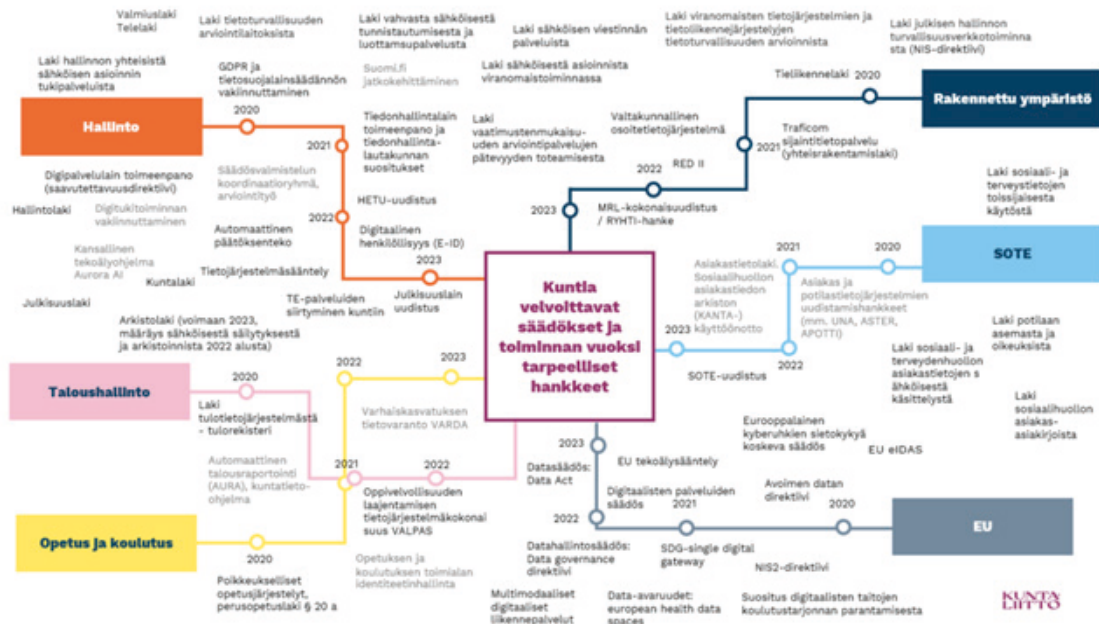 Valmiuslaki
Telelaki
Laki tietoturvallisuuden
arviointilaitoksista
Laki vahvasta sähköisestä
tunnistautumisesta ja
luottamsupalvelusta
Laki sähköisen viestinnän
palveluista
Laki viranomaisten tietojärjestelmien ja
tietoliikennejärjestelyjen
tietoturvallisuuden arvioinnista
Laki julkisen hallinnon
turvallisuusverkkotoiminna
sta (NIS-direktiivi)
Laki hallinnon yhteisistä
sähköisen asioinnin
tukipalveluista
GDPR ja
tietosuojalainsäädännön
vakiinnuttaminen
Suomi.fi
jatkokehittäminen
Laki sähköisestä asioinnista
viranomaistoiminnassa
Tieliikennelaki
2020
Hallinto
2020
2021
Tiedonhallintalain
toimeenpano ja
tiedonhallinta-
lautakunnan
suositukset
Laki
vaatimustenmukaisu-
uden arviointipalvelujen
pätevyyden toteamisesta
Valtakunnallinen
osoitetietojärjestelmä
2021
Traficom
sijaintitietopalvelu
(yhteisrakentamislaki)
Rakennettu ympäristö
Digipalvelulain toimeenpano
(saavutettavuusdirektiivi)
Säädösvalmistelun
koordinaatioryhmä,
arviointityö
RED II
2022
Laki sosiaali- ja
terveystietojen
toissijaisesta
käytöstä
Hallintolaki
Digitukitoiminnan
vakiinnuttaminen
2022
HETU-uudistus
2023
MRL-kokonaisuudistus
/ RYHTI-hanke
Kansallinen
tekoälyohjelma
Aurora AI
Automaattinen
päätöksenteko
Digitaalinen
henkilöllisyys (E-ID)
Kuntalaki
Tietojärjestelmäsääntely
2023
Julkisuuslain
uudistus
TE-palveluiden
siirtyminen kuntiin
Julkisuuslaki
Kuntia
velvoittavat
säädökset ja
toiminnan vuoksi
tarpeelliset
hankkeet
Asiakastietolaki.
Sosiaalihuollon
asiakastiedon
arkiston
(KANTA-)
käyttöönotto
2021
2020
SOTE
Asiakas ja
potilastietojärjestelmien
uudistamishankkeet
(mm. UNA, ASTER,
APOTTI)
Arkistolaki (voimaan 2023,
määräys sähköisestä säilytyksestä
ja arkistoinnista 2022 alusta)
2023
SOTE-uudistus
2022
Laki potilaan
asemasta ja
oikeuksista
Laki sosiaali- ja
terveydenhuollon
asiakastietojen s
ähköisestä
käsittelystä
Laki
sosiaalihuollon
asiakas-
asiakirjoista
Taloushallinto
2020
Laki
tulotietojärjestelmästä
- tulorekisteri
2022
2023
Varhaiskasvatuksen
tietovaranto VARDA
Automaattinen
talousraportointi
(AURA), kuntatieto-
ohjelma
2021
2022
Oppivelvollisuuden
laajentamisen
tietojärjestelmäkokonai
suus VALPAS
2023
Datasäädös:
Data Act
EU tekoälysääntely
Eurooppalainen
kyberuhkien sietokykyä
koskeva säädös
EU eIDAS
Digitaalisten palveluiden
säädös
Avoimen datan
direktiivi
2022
2021
2020
EU
Opetus ja koulutus
2020
Poikkeukselliset
opetusjärjestelyt,
perusopetuslaki § 20 a
Opetuksen ja
koulutuksen toimialan
identiteetinhallinta
Datahallintosäädös:
Data governance
direktiivi
SDG-single digital
gateway
NIS2-direktiivi
Multimodaaliset
digitaaliset
liikennepalvelut
Data-avaruudet:
european health data
spaces
Suositus digitaalisten taitojen
koulutustarjonnan parantamisesta
KUNTA
LIITTO